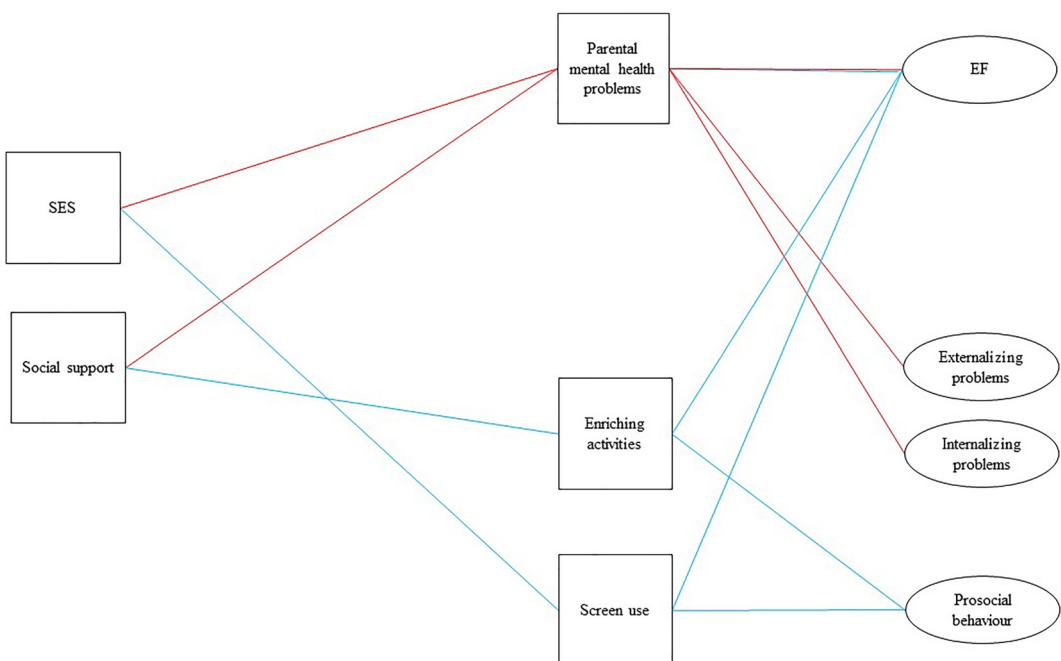 Parental
mental health
problems
EF
SES
Social support
Externalizing
problems
Enriching
activities
Internalizing
problems
Screen use
Prosocial
behaviour